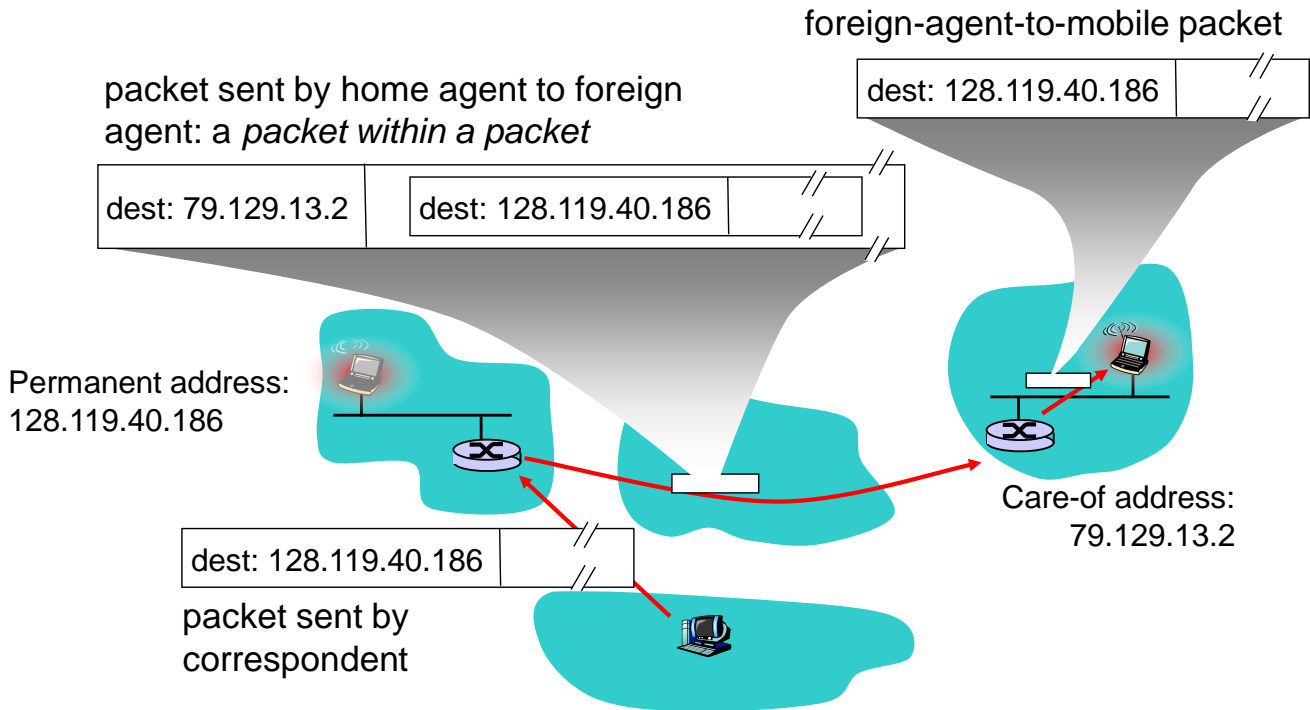 foreign-agent-to-mobile packet
dest: 128.119.40.186
packet sent by home agent to foreign
agent: a packet within a packet
dest: 79.129.13.2
dest: 128.119.40.186
Permanent address:
128.119.40.186
Care-of address:
79.129.13.2
dest: 128.119.40.186
packet sent by
correspondent